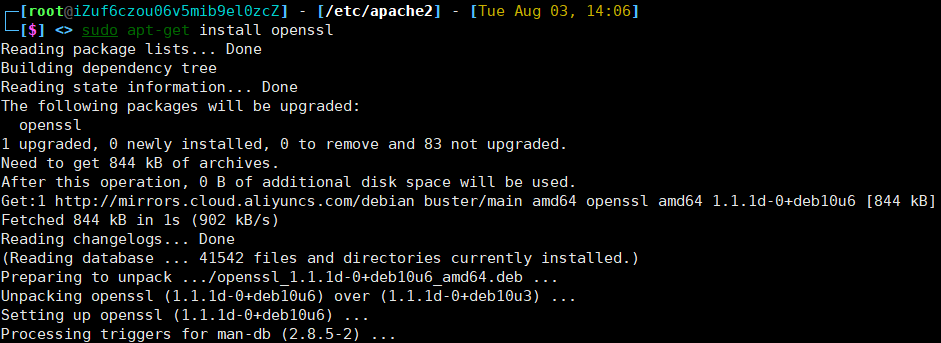 [root@iZuf6czou06v5mib9el0zcZ] - [/etc/apache2] - [Tue Aug 03, 14:06]
[$] <> sudo apt-get install openssl
Reading package lists... Done
Building dependency tree
Reading state information... Done
The following packages will be upgraded:
  openssl
1 upgraded, 0 newly installed, 0 to remove and 83 not upgraded.
Need to get 844 kB of archives.
After this operation, 0 B of additional disk space will be used.
Get:1 http://mirrors.cloud.aliyuncs.com/debian buster/main amd64 openssl amd64 1.1.1d-0+deb10u6 [844 kB]
Fetched 844 kB in 1s (902 kB/s)
Reading changelogs... Done
(Reading database ... 41542 files and directories currently installed.)
Preparing to unpack .../openssl_1.1.1d-0+deb10u6_amd64.deb ...
Unpacking openssl (1.1.1d-0+deb10u6) over (1.1.1d-0+deb10u3) ...
Setting up openssl (1.1.1d-0+deb10u6) ...
Processing triggers for man-db (2.8.5-2) ...